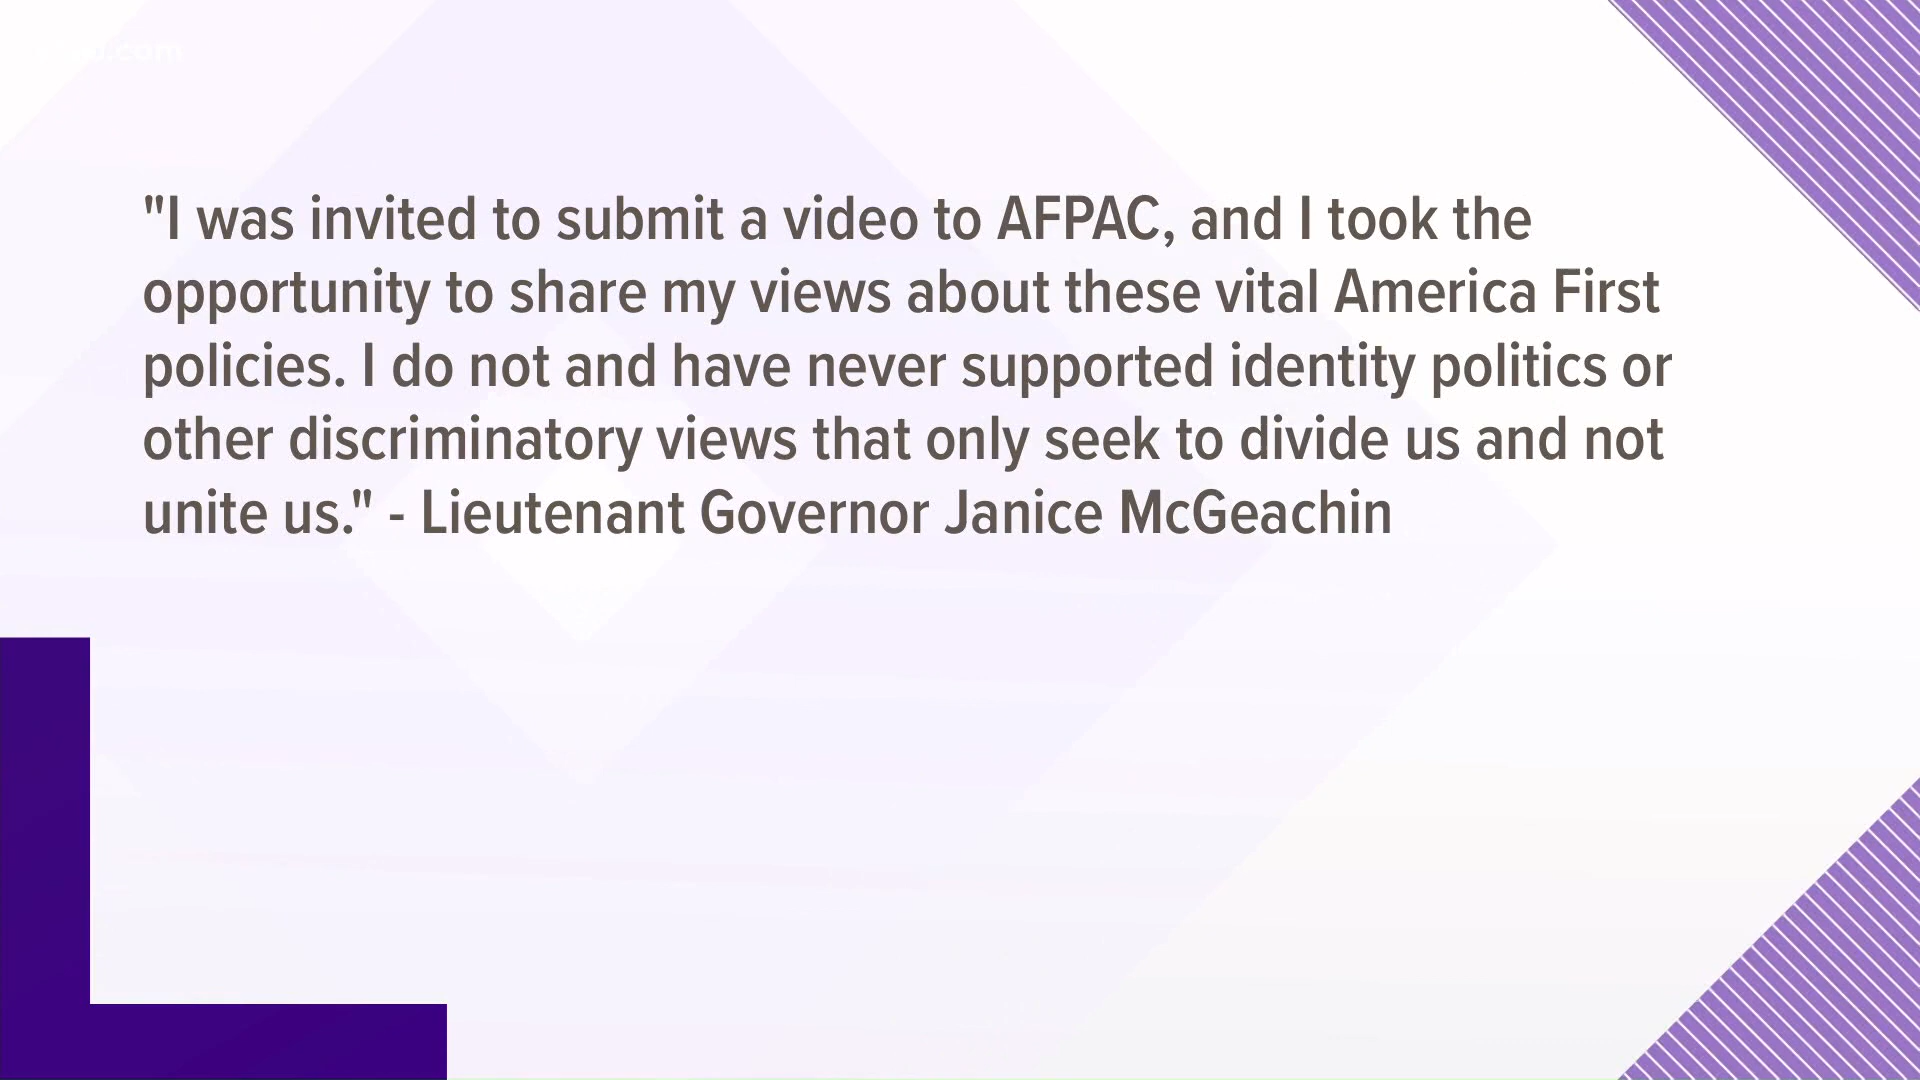 "I was invited to submit a video to AFPAC, and I took the
opportunity to share my views about these vital America First
policies. I do not and have never supported identity politics or
other discriminatory views that only seek to divide us and not
unite us." - Lieutenant Governor Janice McGeachin